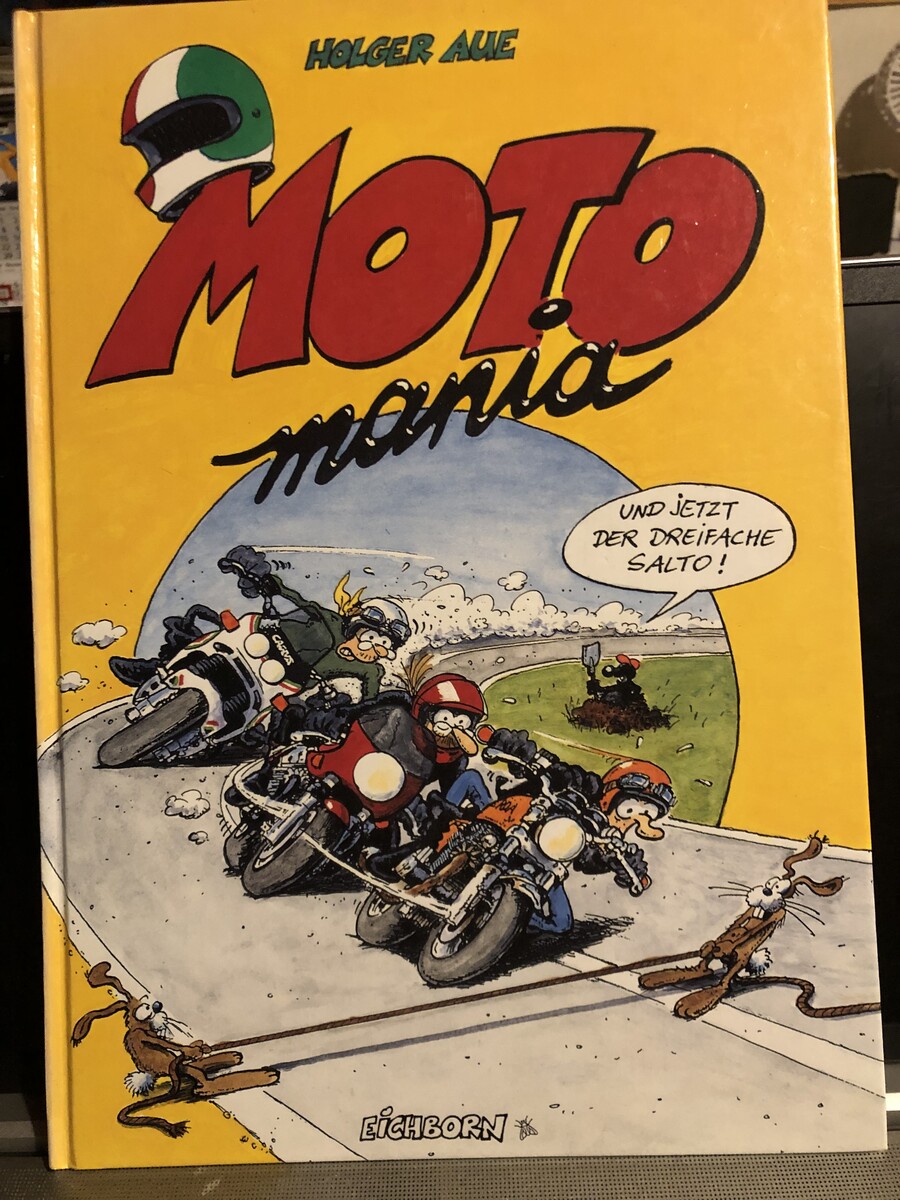 HOLGER AUE
MOTO
mania
UND JETZT
DER DREIFACHE
SALTO!
EICHBORN